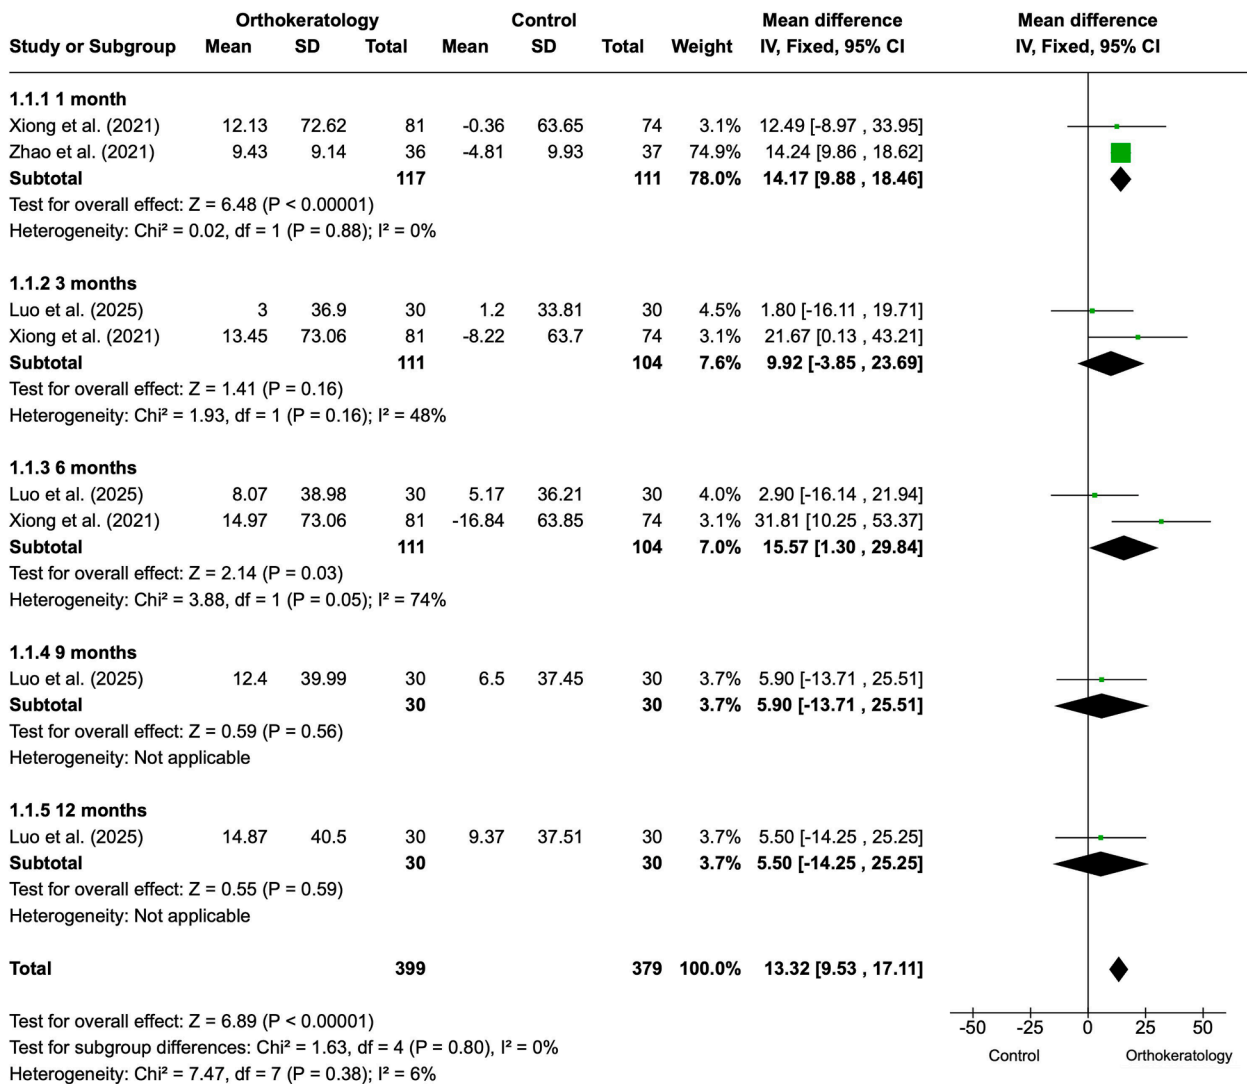 Orthokeratology Control Mean difference Mean difference
Study or Subgroup Mean SD Total Mean SD Total Weight IV, Fixed, 95% CI IV, Fixed, 95% CI
1.1.1 1 month
Xiong et al. (2021) 12.13 72.62 81 -0.36 63.65 74 3.1% 12.49 [-8.97 , 33.95]
Zhao et al. (2021) 9.43 9.14 36 -4.81 9.93 37 74.9% 14.24 [9.86 , 18.62]
Subtotal 117 111 78.0% 14.17 [9.88 , 18.46]
Test for overall effect: Z = 6.48 (P < 0.00001)
Heterogeneity: Chi² = 0.02, df = 1 (P = 0.88); I² = 0%
1.1.2 3 months
Luo et al. (2025) 3 36.9 30 1.2 33.81 30 4.5% 1.80 [-16.11 , 19.71]
Xiong et al. (2021) 13.45 73.06 81 -8.22 63.7 74 3.1% 21.67 [0.13 , 43.21]
Subtotal 111 104 7.6% 9.92 [-3.85 , 23.69]
Test for overall effect: Z = 1.41 (P = 0.16)
Heterogeneity: Chi² = 1.93, df = 1 (P = 0.16); I² = 48%
1.1.3 6 months
Luo et al. (2025) 8.07 38.98 30 5.17 36.21 30 4.0% 2.90 [-16.14 , 21.94]
Xiong et al. (2021) 14.97 73.06 81 -16.84 63.85 74 3.1% 31.81 [10.25 , 53.37]
Subtotal 111 104 7.0% 15.57 [1.30 , 29.84]
Test for overall effect: Z = 2.14 (P = 0.03)
Heterogeneity: Chi² = 3.88, df = 1 (P = 0.05); I² = 74%
1.1.4 9 months
Luo et al. (2025) 12.4 39.99 30 6.5 37.45 30 3.7% 5.90 [-13.71 , 25.51]
Subtotal 30 30 3.7% 5.90 [-13.71 , 25.51]
Test for overall effect: Z = 0.59 (P = 0.56)
Heterogeneity: Not applicable
1.1.5 12 months
Luo et al. (2025) 14.87 40.5 30 9.37 37.51 30 3.7% 5.50 [-14.25 , 25.25]
Subtotal 30 30 3.7% 5.50 [-14.25 , 25.25]
Test for overall effect: Z = 0.55 (P = 0.59)
Heterogeneity: Not applicable
Total 399 379 100.0% 13.32 [9.53 , 17.11]
Test for overall effect: Z = 6.89 (P < 0.00001)
Test for subgroup differences: Chi² = 1.63, df = 4 (P = 0.80), I² = 0%
Heterogeneity: Chi² = 7.47, df = 7 (P = 0.38); I² = 6%
-50 -25 0 25 50
Control Orthokeratology